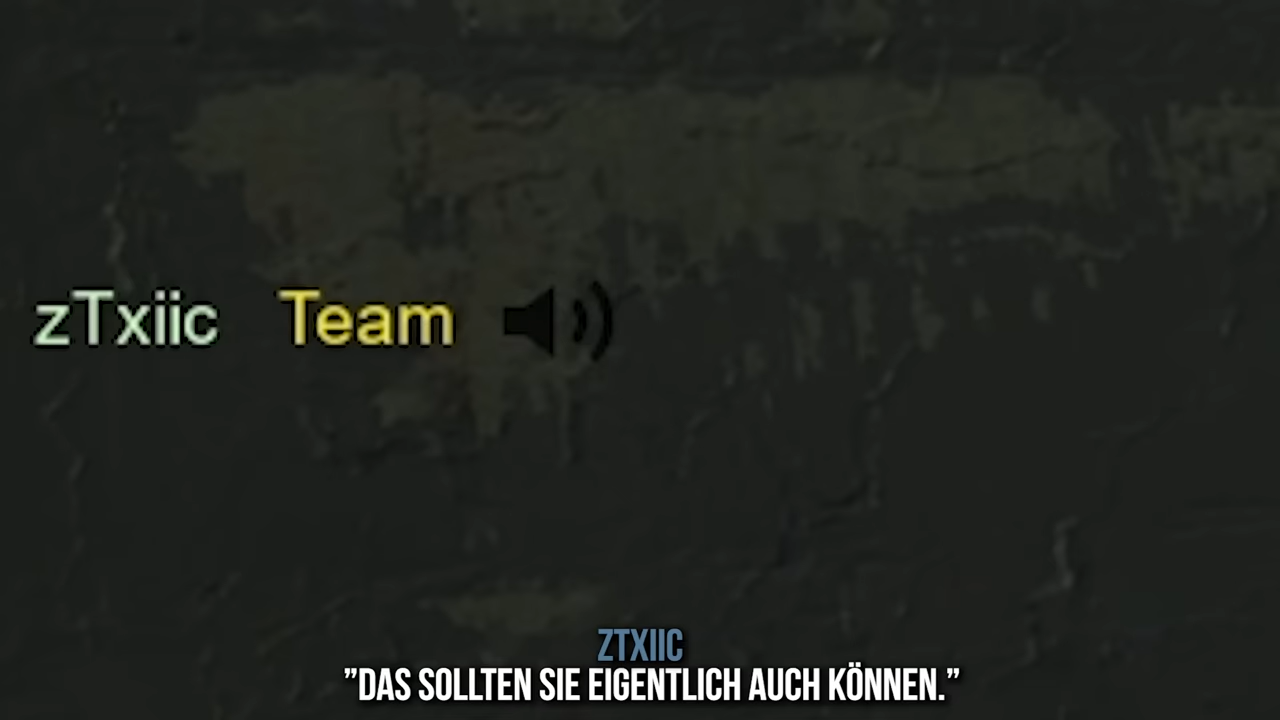 zTxiic Team
ZTXIIC
”DAS SOLLTEN SIE EIGENTLICH AUCH KÖNNEN.”